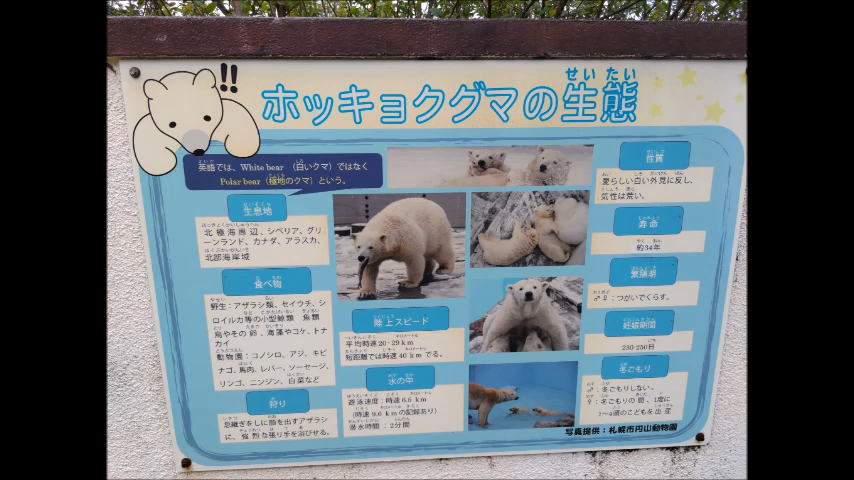 !!
ホッキョクグマの生態
せいたい
英語では、White bear （白いクマ）ではなく
Polar bear（極地のクマ）という。
生息地
北極海周辺、シベリア、グリ
ーンランド、カナダ、アラスカ、
北部海岸域
食べ物
野生：アザラシ類、セイウチ、シ
ロイルカ等の小型鯨類 魚類
鳥やその卵、海藻やコケ、トナ
カイ
動物園：コノシロ、アジ、キビ
ナゴ、馬肉、レバー、ソーセージ、
リンゴ、ニンジン、白菜など
狩り
息継ぎをしに顔を出すアザラシ
に、強烈な張り手を浴びせる。
陸上スピード
平均時速20-29km
短距離では時速40kmでる。
水の中
遊泳速度：時速6.5km
（時速9.6kmの記録あり）
潜水時間：2分間
性質
愛らしい白い外見に反し、
気性は荒い。
寿命
約34年
繁殖期
♂♀：つがいでくらす。
妊娠期間
230-250日
冬ごもり
♂：冬ごもりしない。
♀：冬ごもりの間、1度に
1～4頭のこどもを出産
写真提供：札幌市円山動物園